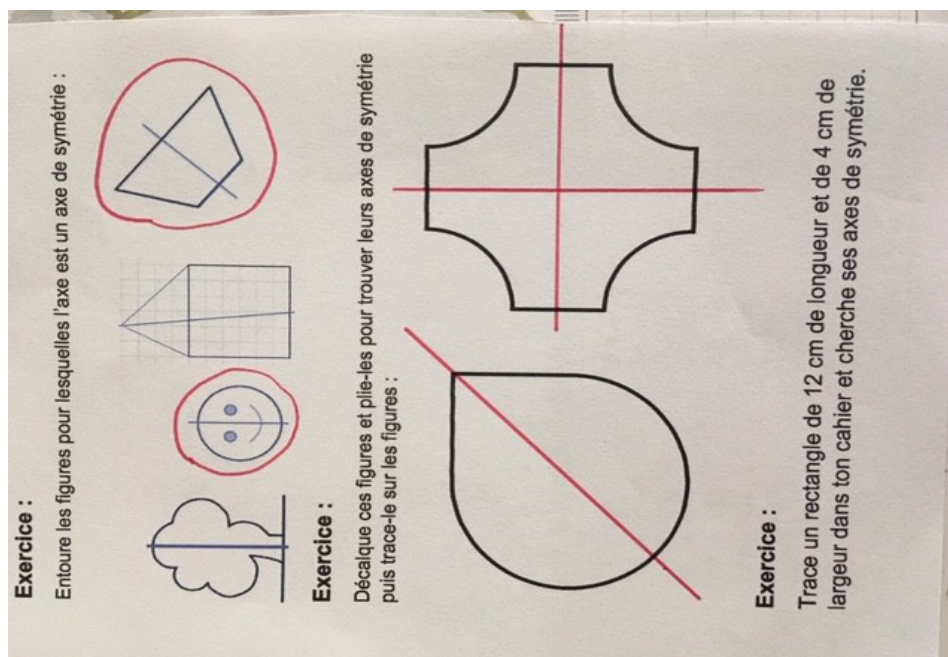 Exercice :
Entoure les figures pour lesquelles l'axe est un axe de symétrie :
Exercice :
Décalque ces figures et plie-les pour trouver leurs axes de symétrie
puis trace-le sur les figures :
Exercice :
Trace un rectangle de 12 cm de longueur et de 4 cm de
largeur dans ton cahier et cherche ses axes de symétrie.